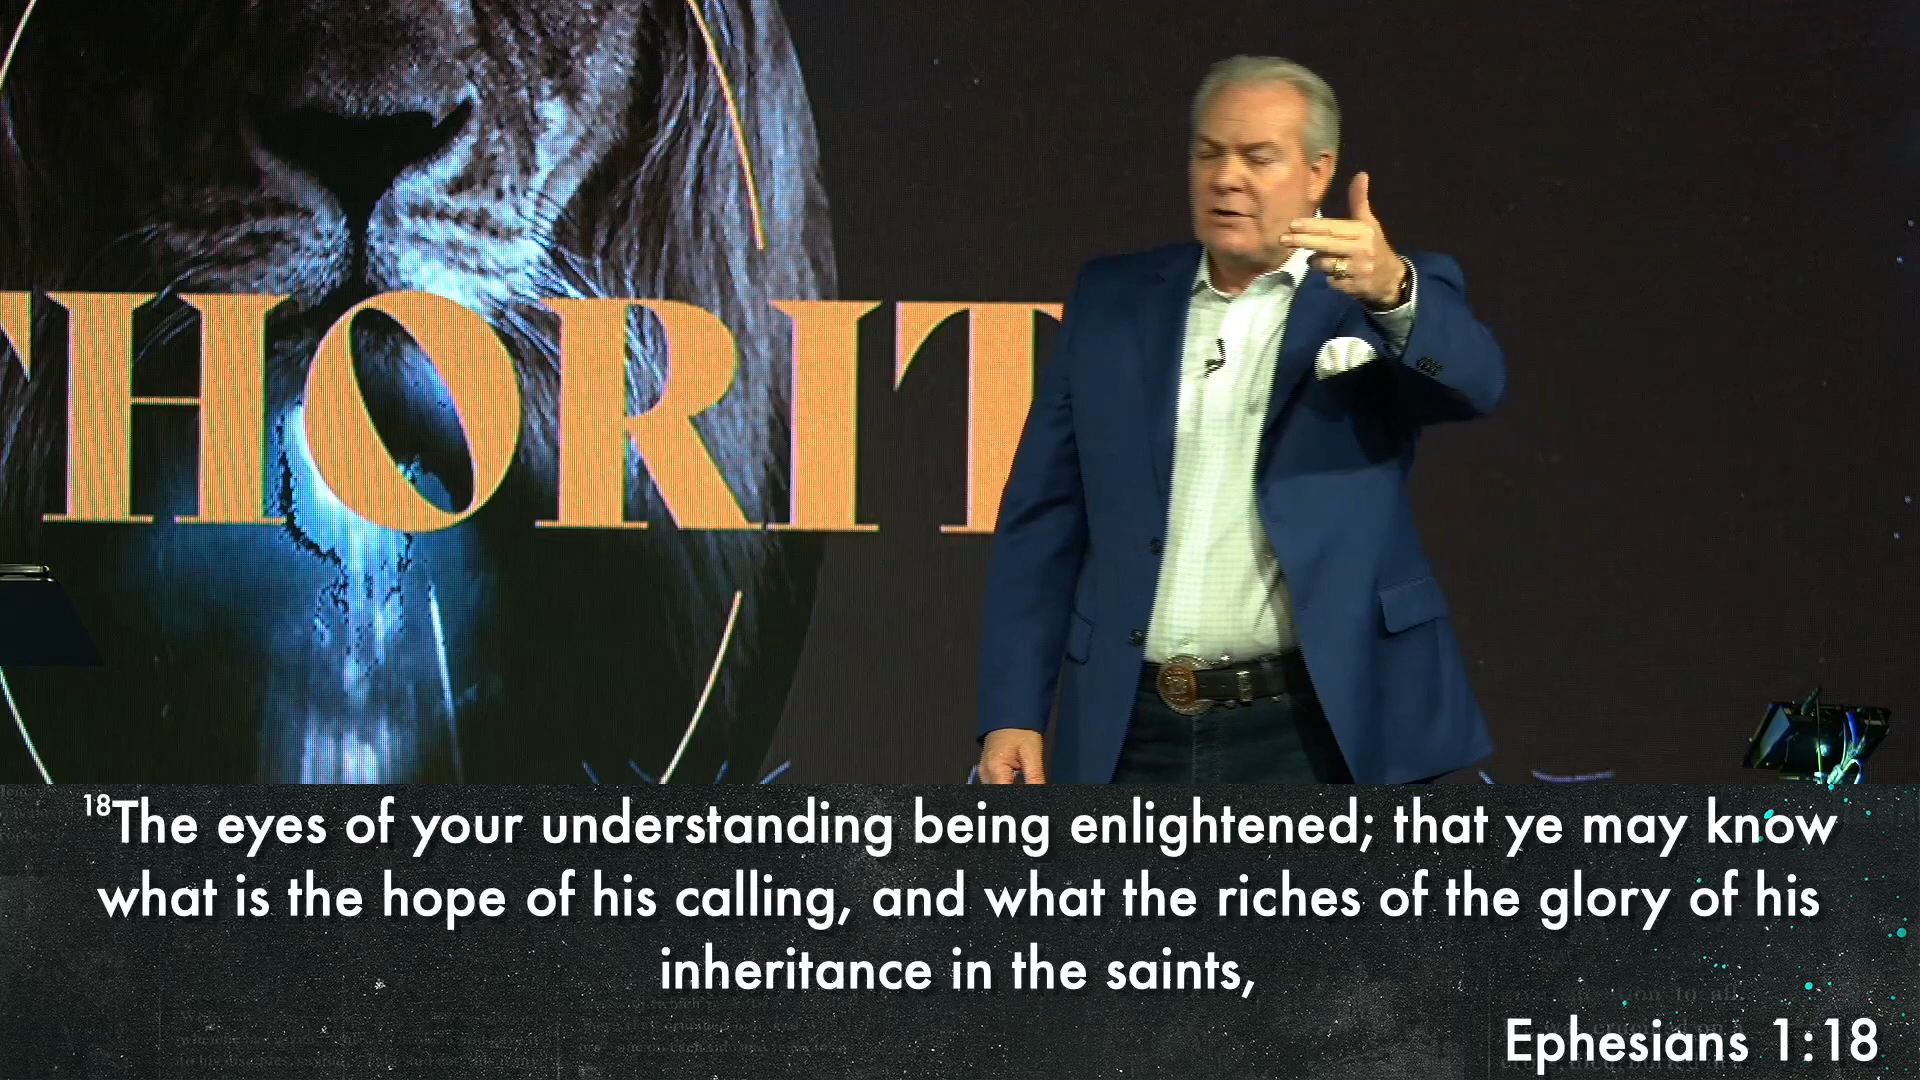 THORIT
18The eyes of your understanding being enlightened; that ye may know
what is the hope of his calling, and what the riches of the glory of his
inheritance in the saints,
Ephesians 1:18